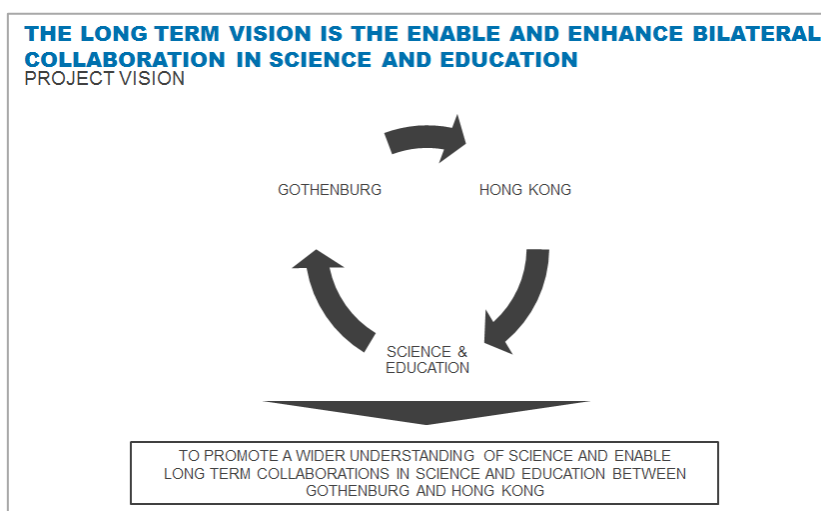 THE LONG TERM VISION IS THE ENABLE AND ENHANCE BILATERAL
COLLABORATION IN SCIENCE AND EDUCATION
PROJECT VISION
GOTHENBURG
HONG KONG
SCIENCE &
EDUCATION
TO PROMOTE A WIDER UNDERSTANDING OF SCIENCE AND ENABLE
LONG TERM COLLABORATIONS IN SCIENCE AND EDUCATION BETWEEN
GOTHENBURG AND HONG KONG